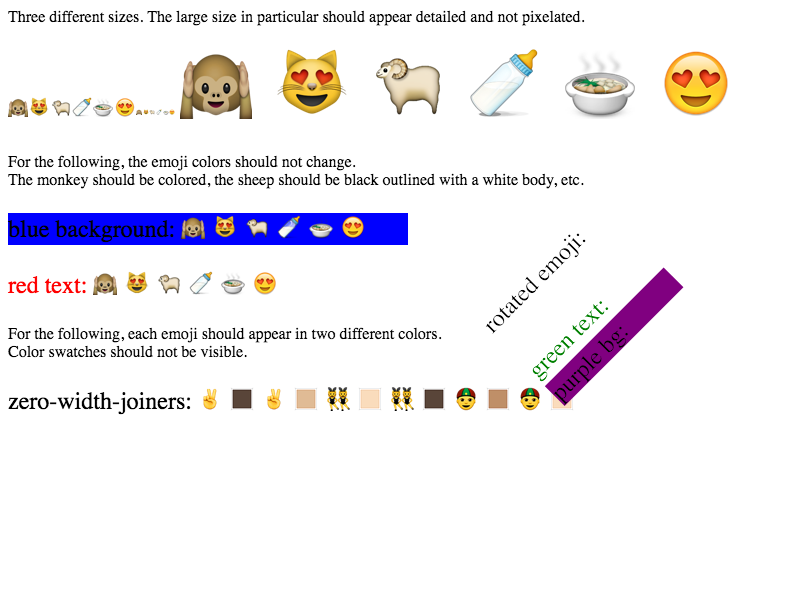 Three different sizes. The large size in particular should appear detailed and not pixelated.
🙉😻🐏🍼🍲😍🙉😻🐏🍼🍲😍🙉😻🐏🍼🍲😍
For the following, the emoji colors should not change.
The monkey should be colored, the sheep should be black outlined with a white body, etc.
blue background: 🙉 😻 🐏 🍼 🍲 😍
red text: 🙉 😻 🐏 🍼 🍲 😍
rotated emoji:
green text:
purple bg:
For the following, each emoji should appear in two different colors.
Color swatches should not be visible.
zero-width-joiners: ✌ 🏿 ✌ 🏼 👯 🏻 👯 🏿 👲 🏽 👲 🏻